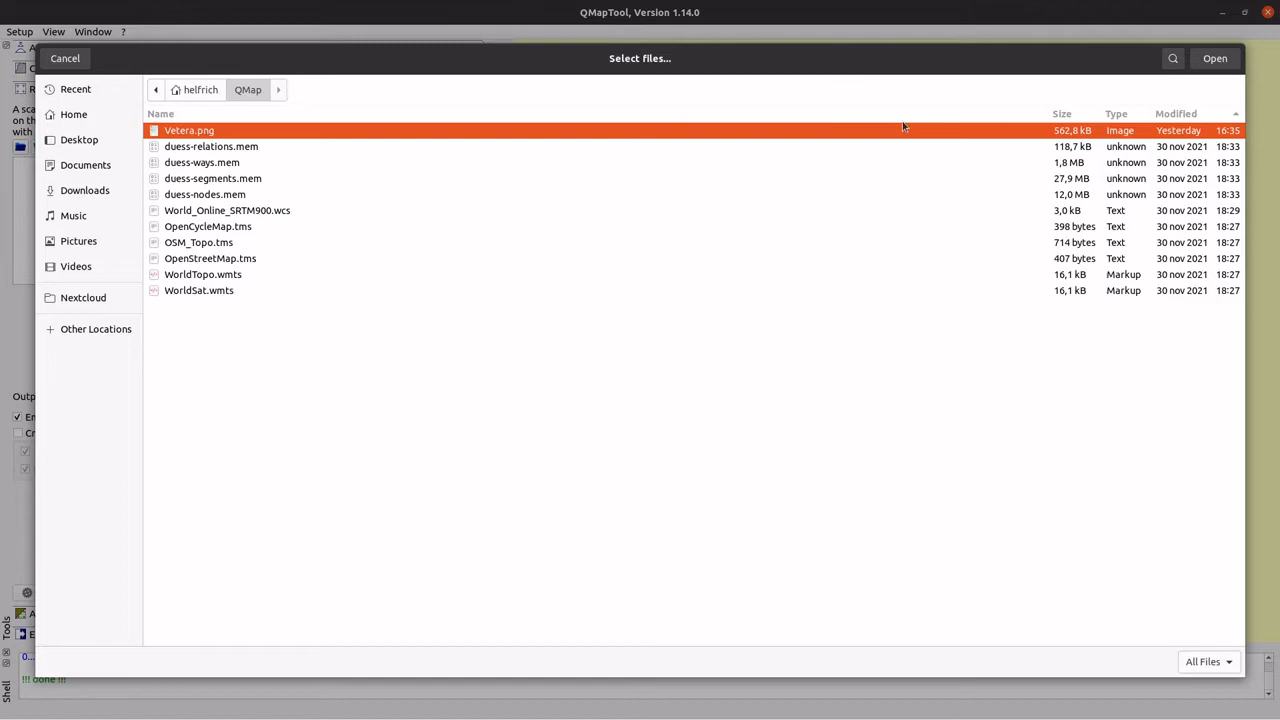 QMapTool, Version 1.14.0
Setup View Window ?
Cancel Select files... Open
Recent
Home
Desktop
Documents
Downloads
Music
Pictures
Videos
Nextcloud
Other Locations
helfrich QMap
Name Size Type Modified
Vetera.png 562,8 kB Image Yesterday 16:35
duess-relations.mem 118,7 kB unknown 30 nov 2021 18:33
duess-ways.mem 1,8 MB unknown 30 nov 2021 18:33
duess-segments.mem 27,9 MB unknown 30 nov 2021 18:33
duess-nodes.mem 12,0 MB unknown 30 nov 2021 18:33
World_Online_SRTM900.wcs 3,0 kB Text 30 nov 2021 18:29
OpenCycleMap.tms 398 bytes Text 30 nov 2021 18:27
OSM_Topo.tms 714 bytes Text 30 nov 2021 18:27
OpenStreetMap.tms 407 bytes Text 30 nov 2021 18:27
WorldTopo.wmts 16,1 kB Markup 30 nov 2021 18:27
WorldSat.wmts 16,1 kB Markup 30 nov 2021 18:27
All Files
A sca
on th
with
Outp
En
Cr
Tools
0...
!!! done !!!
Shell